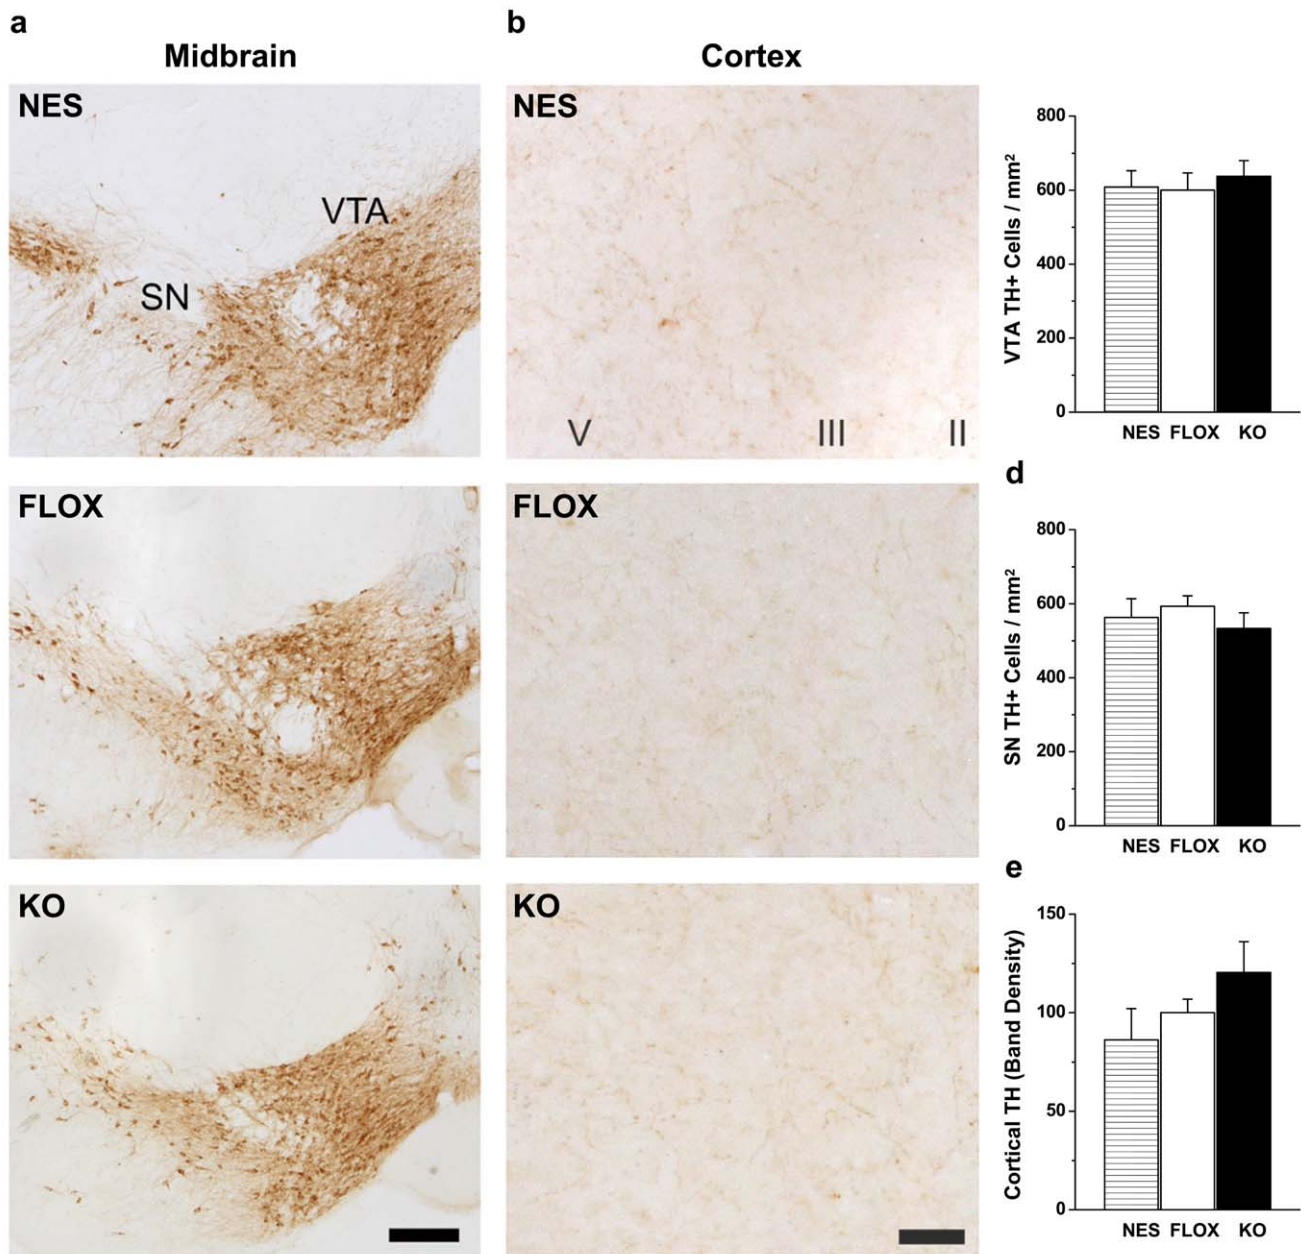 a
Midbrain
NES
VTA
SN
FLOX
KO
b
Cortex
NES
V III II
FLOX
KO
800
600
400
200
0
VTA TH+ Cells / mm²
NES FLOX KO
d
800
600
400
200
0
SN TH+ Cells / mm²
NES FLOX KO
e
150
100
50
0
Cortical TH (Band Density)
NES FLOX KO